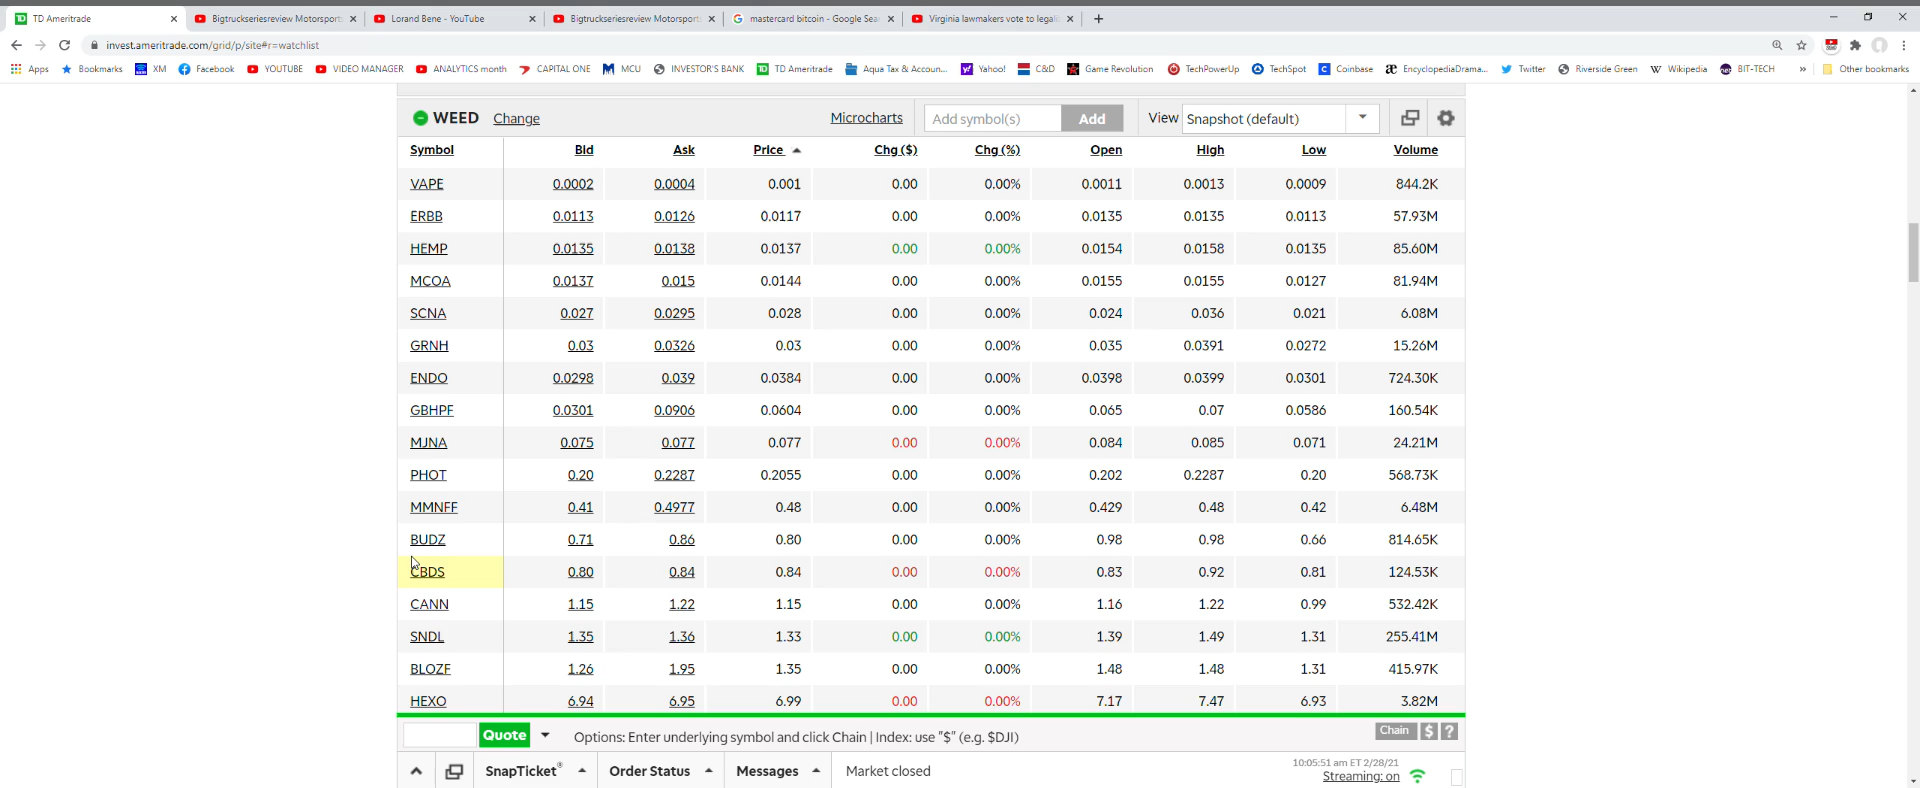 TD Ameritrade
Bigtruckseriesreview Motorsport
Lorand Bene - YouTube
Bigtruckseriesreview Motorsport
mastercard bitcoin - Google Sea
Virginia lawmakers vote to legali
invest.ameritrade.com/grid/p/site#r=watchlist
Apps Bookmarks XM Facebook YOUTUBE VIDEO MANAGER ANALYTICS month CAPITAL ONE MCU INVESTOR'S BANK TD Ameritrade Aqua Tax & Accoun... Yahoo! C&D Game Revolution TechPowerUp TechSpot Coinbase EncyclopediaDrama... Twitter Riverside Green Wikipedia BIT-TECH » Other bookmarks
WEED Change Microcharts Add symbol(s) Add View Snapshot (default)
Symbol Bid Ask Price Chg ($) Chg (%) Open High Low Volume
VAPE 0.0002 0.0004 0.001 0.00 0.00% 0.0011 0.0013 0.0009 844.2K
ERBB 0.0113 0.0126 0.0117 0.00 0.00% 0.0135 0.0135 0.0113 57.93M
HEMP 0.0135 0.0138 0.0137 0.00 0.00% 0.0154 0.0158 0.0135 85.60M
MCOA 0.0137 0.015 0.0144 0.00 0.00% 0.0155 0.0155 0.0127 81.94M
SCNA 0.027 0.0295 0.028 0.00 0.00% 0.024 0.036 0.021 6.08M
GRNH 0.03 0.0326 0.03 0.00 0.00% 0.035 0.0391 0.0272 15.26M
ENDO 0.0298 0.039 0.0384 0.00 0.00% 0.0398 0.0399 0.0301 724.30K
GBHPF 0.0301 0.0906 0.0604 0.00 0.00% 0.065 0.07 0.0586 160.54K
MJNA 0.075 0.077 0.077 0.00 0.00% 0.084 0.085 0.071 24.21M
PHOT 0.20 0.2287 0.2055 0.00 0.00% 0.202 0.2287 0.20 568.73K
MMNFF 0.41 0.4977 0.48 0.00 0.00% 0.429 0.48 0.42 6.48M
BUDZ 0.71 0.86 0.80 0.00 0.00% 0.98 0.98 0.66 814.65K
CBDS 0.80 0.84 0.84 0.00 0.00% 0.83 0.92 0.81 124.53K
CANN 1.15 1.22 1.15 0.00 0.00% 1.16 1.22 0.99 532.42K
SNDL 1.35 1.36 1.33 0.00 0.00% 1.39 1.49 1.31 255.41M
BLOZF 1.26 1.95 1.35 0.00 0.00% 1.48 1.48 1.31 415.97K
HEXO 6.94 6.95 6.99 0.00 0.00% 7.17 7.47 6.93 3.82M
Quote Options: Enter underlying symbol and click Chain | Index: use "$" (e.g. $DJI) Chain $ ?
SnapTicket® Order Status Messages Market closed
10:05:51 am ET 2/28/21
Streaming: on